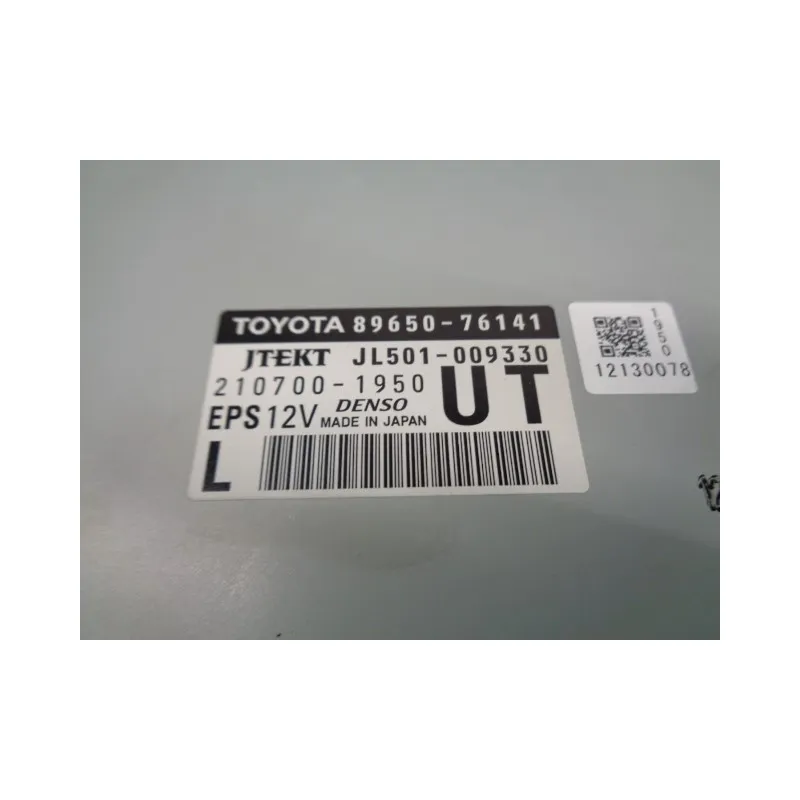 TOYOTA 89650-76141
JTEKT JL501-009330
210700-1950
EPS 12V DENSO MADE IN JAPAN UT
L
1950
12130078